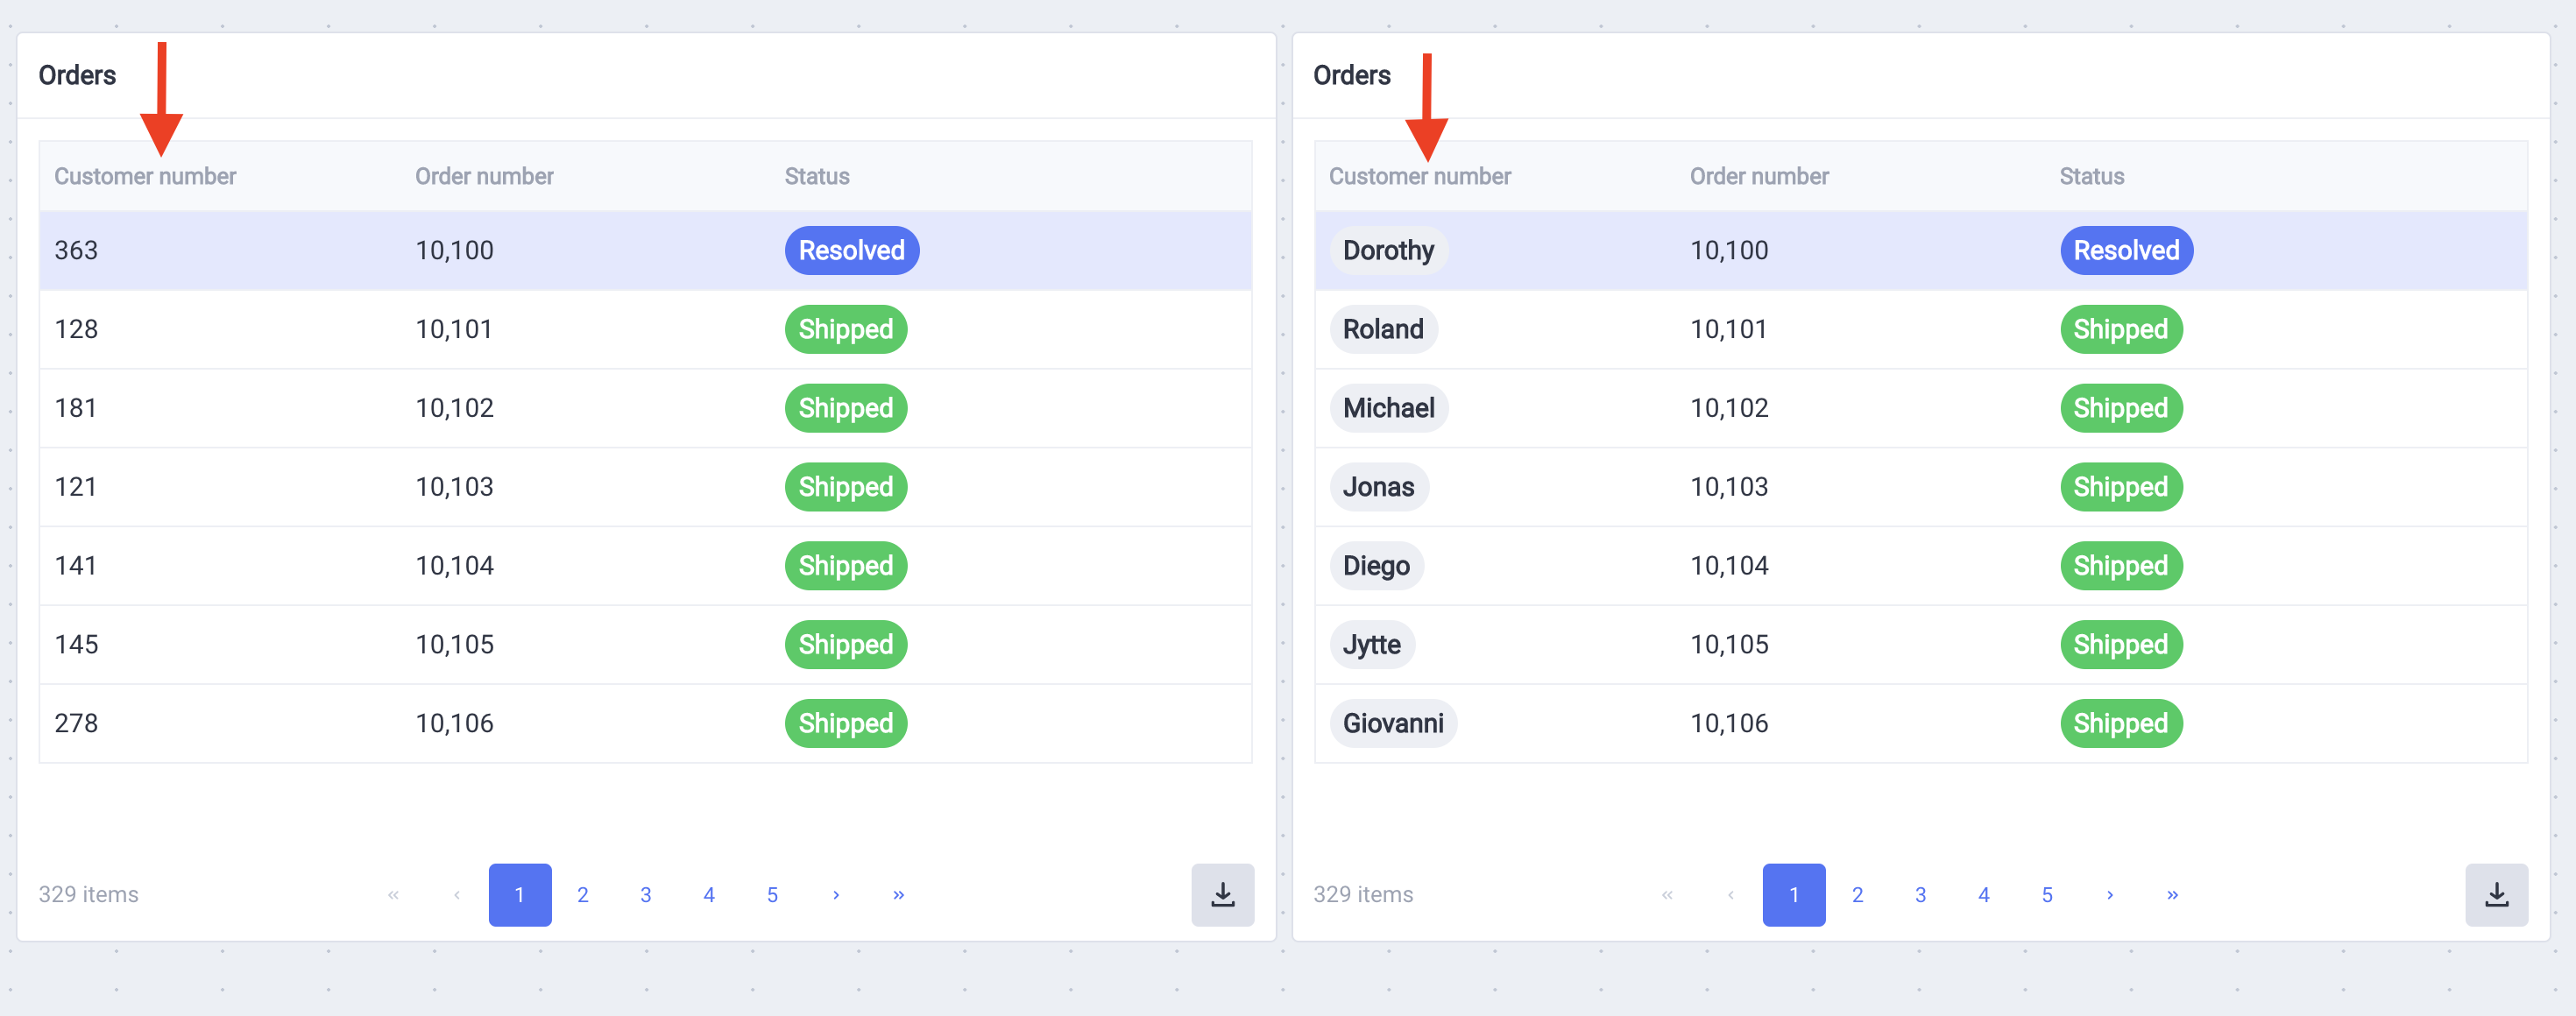 Orders
Customer number Order number Status
363 10,100 Resolved
128 10,101 Shipped
181 10,102 Shipped
121 10,103 Shipped
141 10,104 Shipped
145 10,105 Shipped
278 10,106 Shipped
329 items « ‹ 1 2 3 4 5 › »
Orders
Customer number Order number Status
Dorothy 10,100 Resolved
Roland 10,101 Shipped
Michael 10,102 Shipped
Jonas 10,103 Shipped
Diego 10,104 Shipped
Jytte 10,105 Shipped
Giovanni 10,106 Shipped
329 items « ‹ 1 2 3 4 5 › »